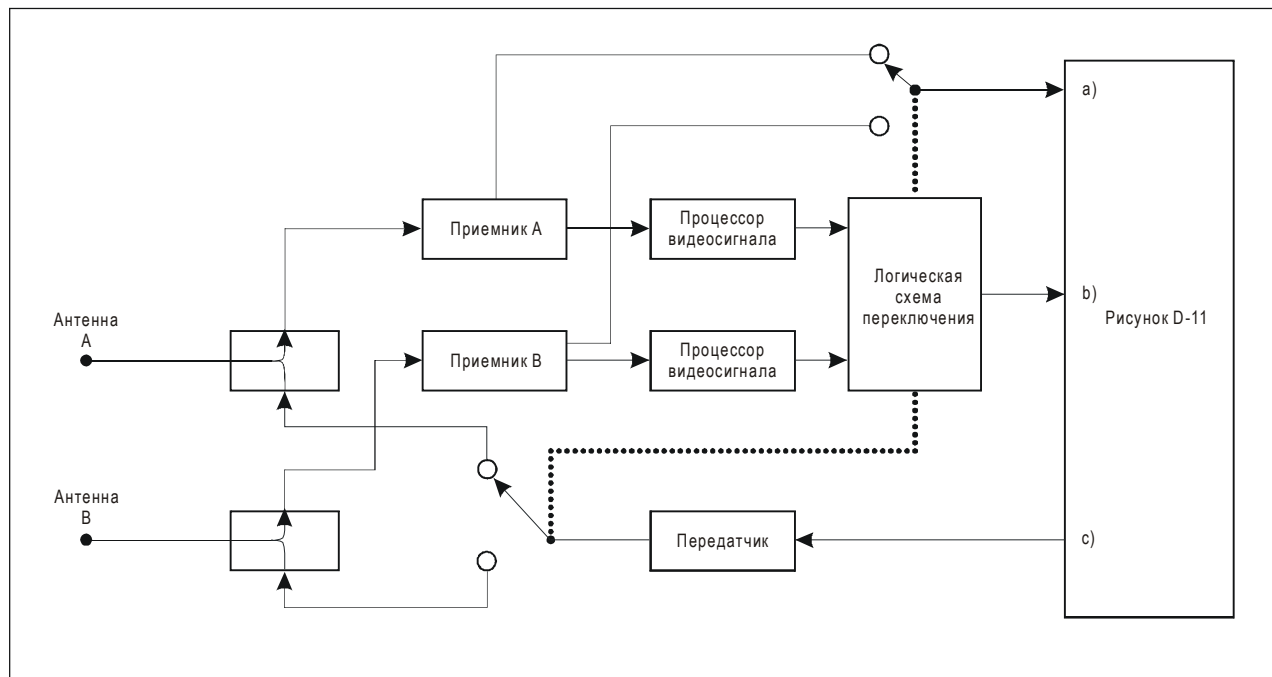 a)
Приемник А
Процессор
видеосигнала
Логическая
схема
переключения
b)
Рисунок D-11
Антенна
А
Приемник В
Процессор
видеосигнала
Антенна
В
Передатчик
c)